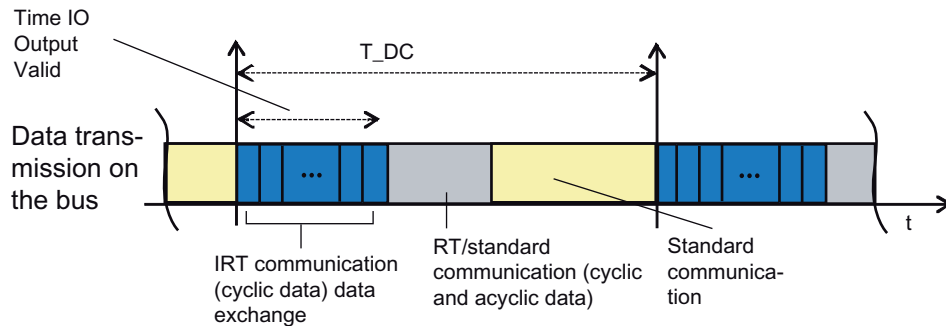 Time IO
Output
Valid
T_DC
Data trans-
mission on
the bus
...
...
t
IRT communication
(cyclic data) data
exchange
RT/standard
communication (cyclic
and acyclic data)
Standard
communica-
tion